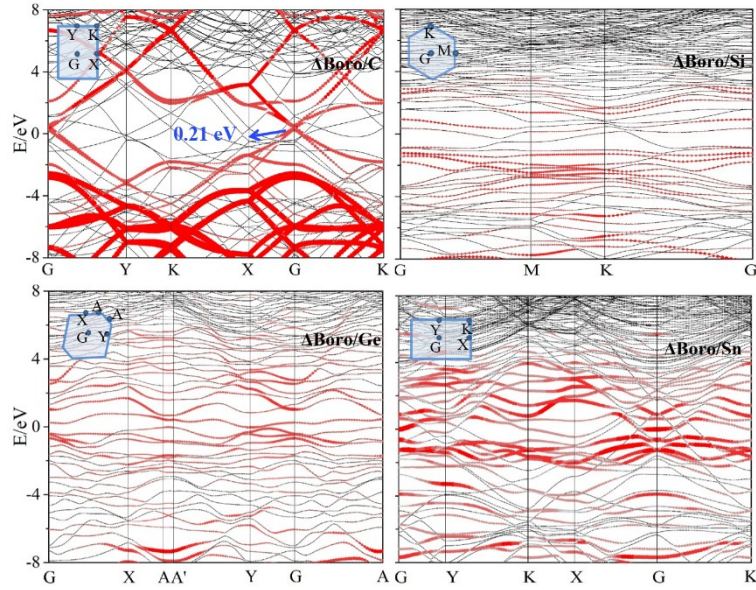 8
4
0
-4
-8
E/eV
Y K
G X
ΔBoro/C
0.21 eV
G Y K X G K
K
M
G
ΔBoro/Si
G M K G
8
4
0
-4
-8
E/eV
A
X A'
G Y
ΔBoro/Ge
G X A A' Y G A
Y K
G X
ΔBoro/Sn
G Y K X G K